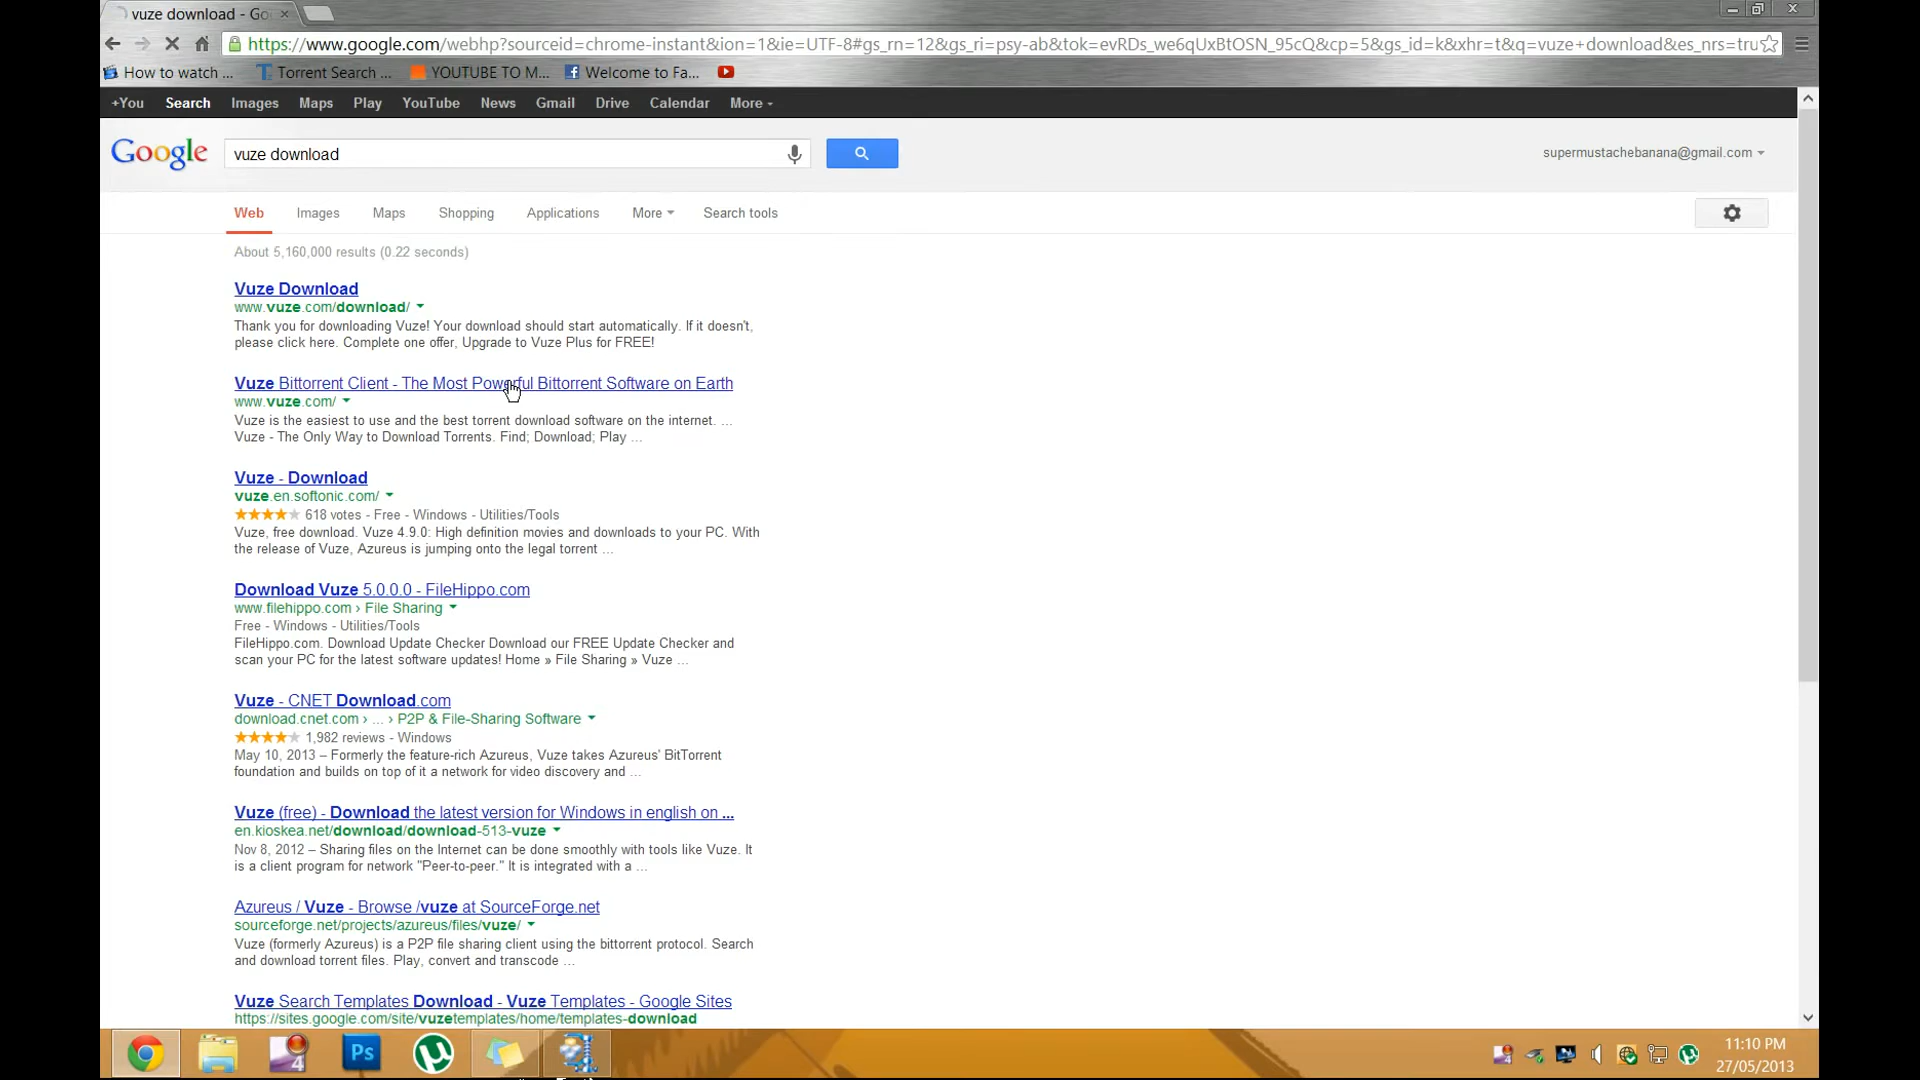 vuze download - Go
https://www.google.com/webhp?sourceid=chrome-instant&ion=1&ie=UTF-8#gs_rn=12&gs_ri=psy-ab&tok=evRDs_we6qUxBtOSN_95cQ&cp=5&gs_id=k&xhr=t&q=vuze+download&es_nrs=tru
How to watch ... Torrent Search ... YOUTUBE TO M... Welcome to Fa...
+You Search Images Maps Play YouTube News Gmail Drive Calendar More
Google vuze download supermustachebanana@gmail.com
Web Images Maps Shopping Applications More Search tools
About 5,160,000 results (0.22 seconds)
Vuze Download
www.vuze.com/download/
Thank you for downloading Vuze! Your download should start automatically. If it doesn't,
please click here. Complete one offer, Upgrade to Vuze Plus for FREE!
Vuze Bittorrent Client - The Most Powerful Bittorrent Software on Earth
www.vuze.com/
Vuze is the easiest to use and the best torrent download software on the internet. ...
Vuze - The Only Way to Download Torrents. Find; Download; Play ...
Vuze - Download
vuze.en.softonic.com/
618 votes - Free - Windows - Utilities/Tools
Vuze, free download. Vuze 4.9.0: High definition movies and downloads to your PC. With
the release of Vuze, Azureus is jumping onto the legal torrent ...
Download Vuze 5.0.0.0 - FileHippo.com
www.filehippo.com › File Sharing
Free - Windows - Utilities/Tools
FileHippo.com. Download Update Checker Download our FREE Update Checker and
scan your PC for the latest software updates! Home » File Sharing » Vuze ...
Vuze - CNET Download.com
download.cnet.com › ... › P2P & File-Sharing Software
1,982 reviews - Windows
May 10, 2013 – Formerly the feature-rich Azureus, Vuze takes Azureus' BitTorrent
foundation and builds on top of it a network for video discovery and ...
Vuze (free) - Download the latest version for Windows in english on ...
en.kioskea.net/download/download-513-vuze
Nov 8, 2012 – Sharing files on the Internet can be done smoothly with tools like Vuze. It
is a client program for network "Peer-to-peer." It is integrated with a ...
Azureus / Vuze - Browse /vuze at SourceForge.net
sourceforge.net/projects/azureus/files/vuze/
Vuze (formerly Azureus) is a P2P file sharing client using the bittorrent protocol. Search
and download torrent files. Play, convert and transcode ...
Vuze Search Templates Download - Vuze Templates - Google Sites
https://sites.google.com/site/vuzetemplates/home/templates-download
4 Ps 4 11:10 PM
27/05/2013